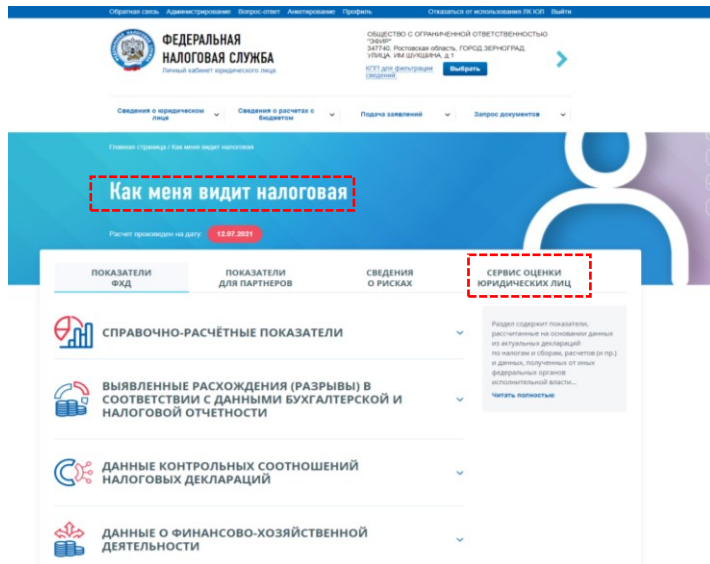 Обратная связь Администрирование Вопрос-ответ Анкетирование Профиль Отказаться от использования ЛК ЮЛ Выйти
ФЕДЕРАЛЬНАЯ
НАЛОГОВАЯ СЛУЖБА
Личный кабинет юридического лица
ОБЩЕСТВО С ОГРАНИЧЕННОЙ ОТВЕТСТВЕННОСТЬЮ
"ЭФИР"
347740, Ростовская область, ГОРОД ЗЕРНОГРАД,
УЛИЦА ИМ ШУКШИНА, Д 1
КПП для фильтрации
сведений
Выбрать
Сведения о юридическом
лице
Сведения о расчетах с
бюджетом
Подача заявлений
Запрос документов
Главная страница / Как меня видит налоговая
Как меня видит налоговая
Расчет произведен на дату 12.07.2021
ПОКАЗАТЕЛИ
ФХД
ПОКАЗАТЕЛИ
ДЛЯ ПАРТНЕРОВ
СВЕДЕНИЯ
О РИСКАХ
СЕРВИС ОЦЕНКИ
ЮРИДИЧЕСКИХ ЛИЦ
СПРАВОЧНО-РАСЧЁТНЫЕ ПОКАЗАТЕЛИ
ВЫЯВЛЕННЫЕ РАСХОЖДЕНИЯ (РАЗРЫВЫ) В
СООТВЕТСТВИИ С ДАННЫМИ БУХГАЛТЕРСКОЙ И
НАЛОГОВОЙ ОТЧЕТНОСТИ
ДАННЫЕ КОНТРОЛЬНЫХ СООТНОШЕНИЙ
НАЛОГОВЫХ ДЕКЛАРАЦИЙ
ДАННЫЕ О ФИНАНСОВО-ХОЗЯЙСТВЕННОЙ
ДЕЯТЕЛЬНОСТИ
Раздел содержит показатели,
рассчитанные на основании данных
из актуальных деклараций
по налогам и сборам, расчетов (и пр.)
и данных, полученных от иных
федеральных органов
исполнительной власти...
Читать полностью